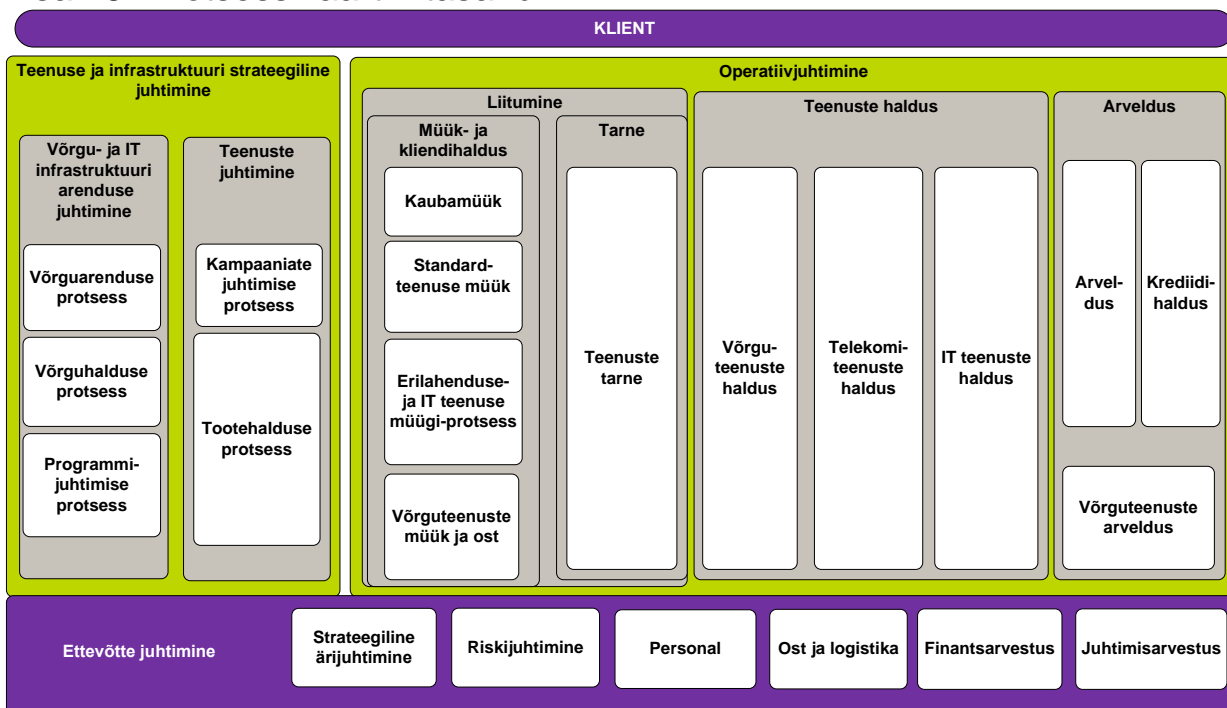 KLIENT
Teenuse ja infrastruktuuri strateegiline
juhtimine
Võrgu- ja IT
infrastruktuuri
arenduse
juhtimine
Võrguarenduse
protsess
Võrguhalduse
protsess
Programmi-
juhtimise
protsess
Teenuste
juhtimine
Kampaaniate
juhtimise
protsess
Tootehalduse
protsess
Operatiivjuhtimine
Liitumine
Müük- ja
kliendihaldus
Kaubamüük
Standard-
teenuse müük
Erilahenduse-
ja IT teenuse
müügi-protsess
Võrguteenuste
müük ja ost
Tarne
Teenuste
tarne
Teenuste haldus
Võrgu-
teenuste
haldus
Telekomi-
teenuste
haldus
IT teenuste
haldus
Arveldus
Arvel-
dus
Krediidi-
haldus
Võrguteenuste
arveldus
Ettevõtte juhtimine
Strateegiline
ärijuhtimine
Riskijuhtimine
Personal
Ost ja logistika
Finantsarvestus
Juhtimisarvestus